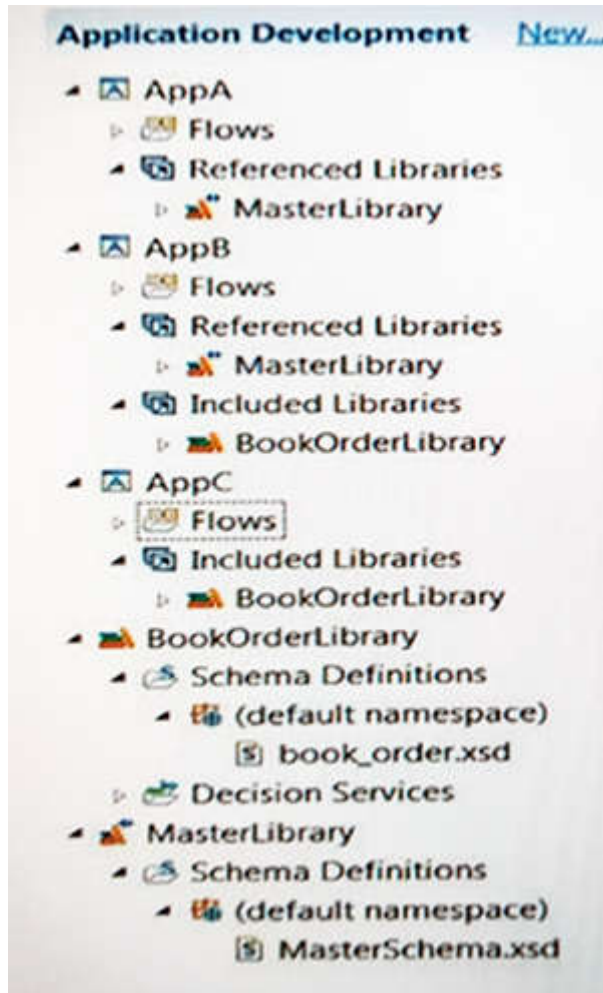 Application Development New...
AppA
Flows
Referenced Libraries
MasterLibrary
AppB
Flows
Referenced Libraries
MasterLibrary
Included Libraries
BookOrderLibrary
AppC
Flows
Included Libraries
BookOrderLibrary
BookOrderLibrary
Schema Definitions
(default namespace)
book_order.xsd
Decision Services
MasterLibrary
Schema Definitions
(default namespace)
MasterSchema.xsd